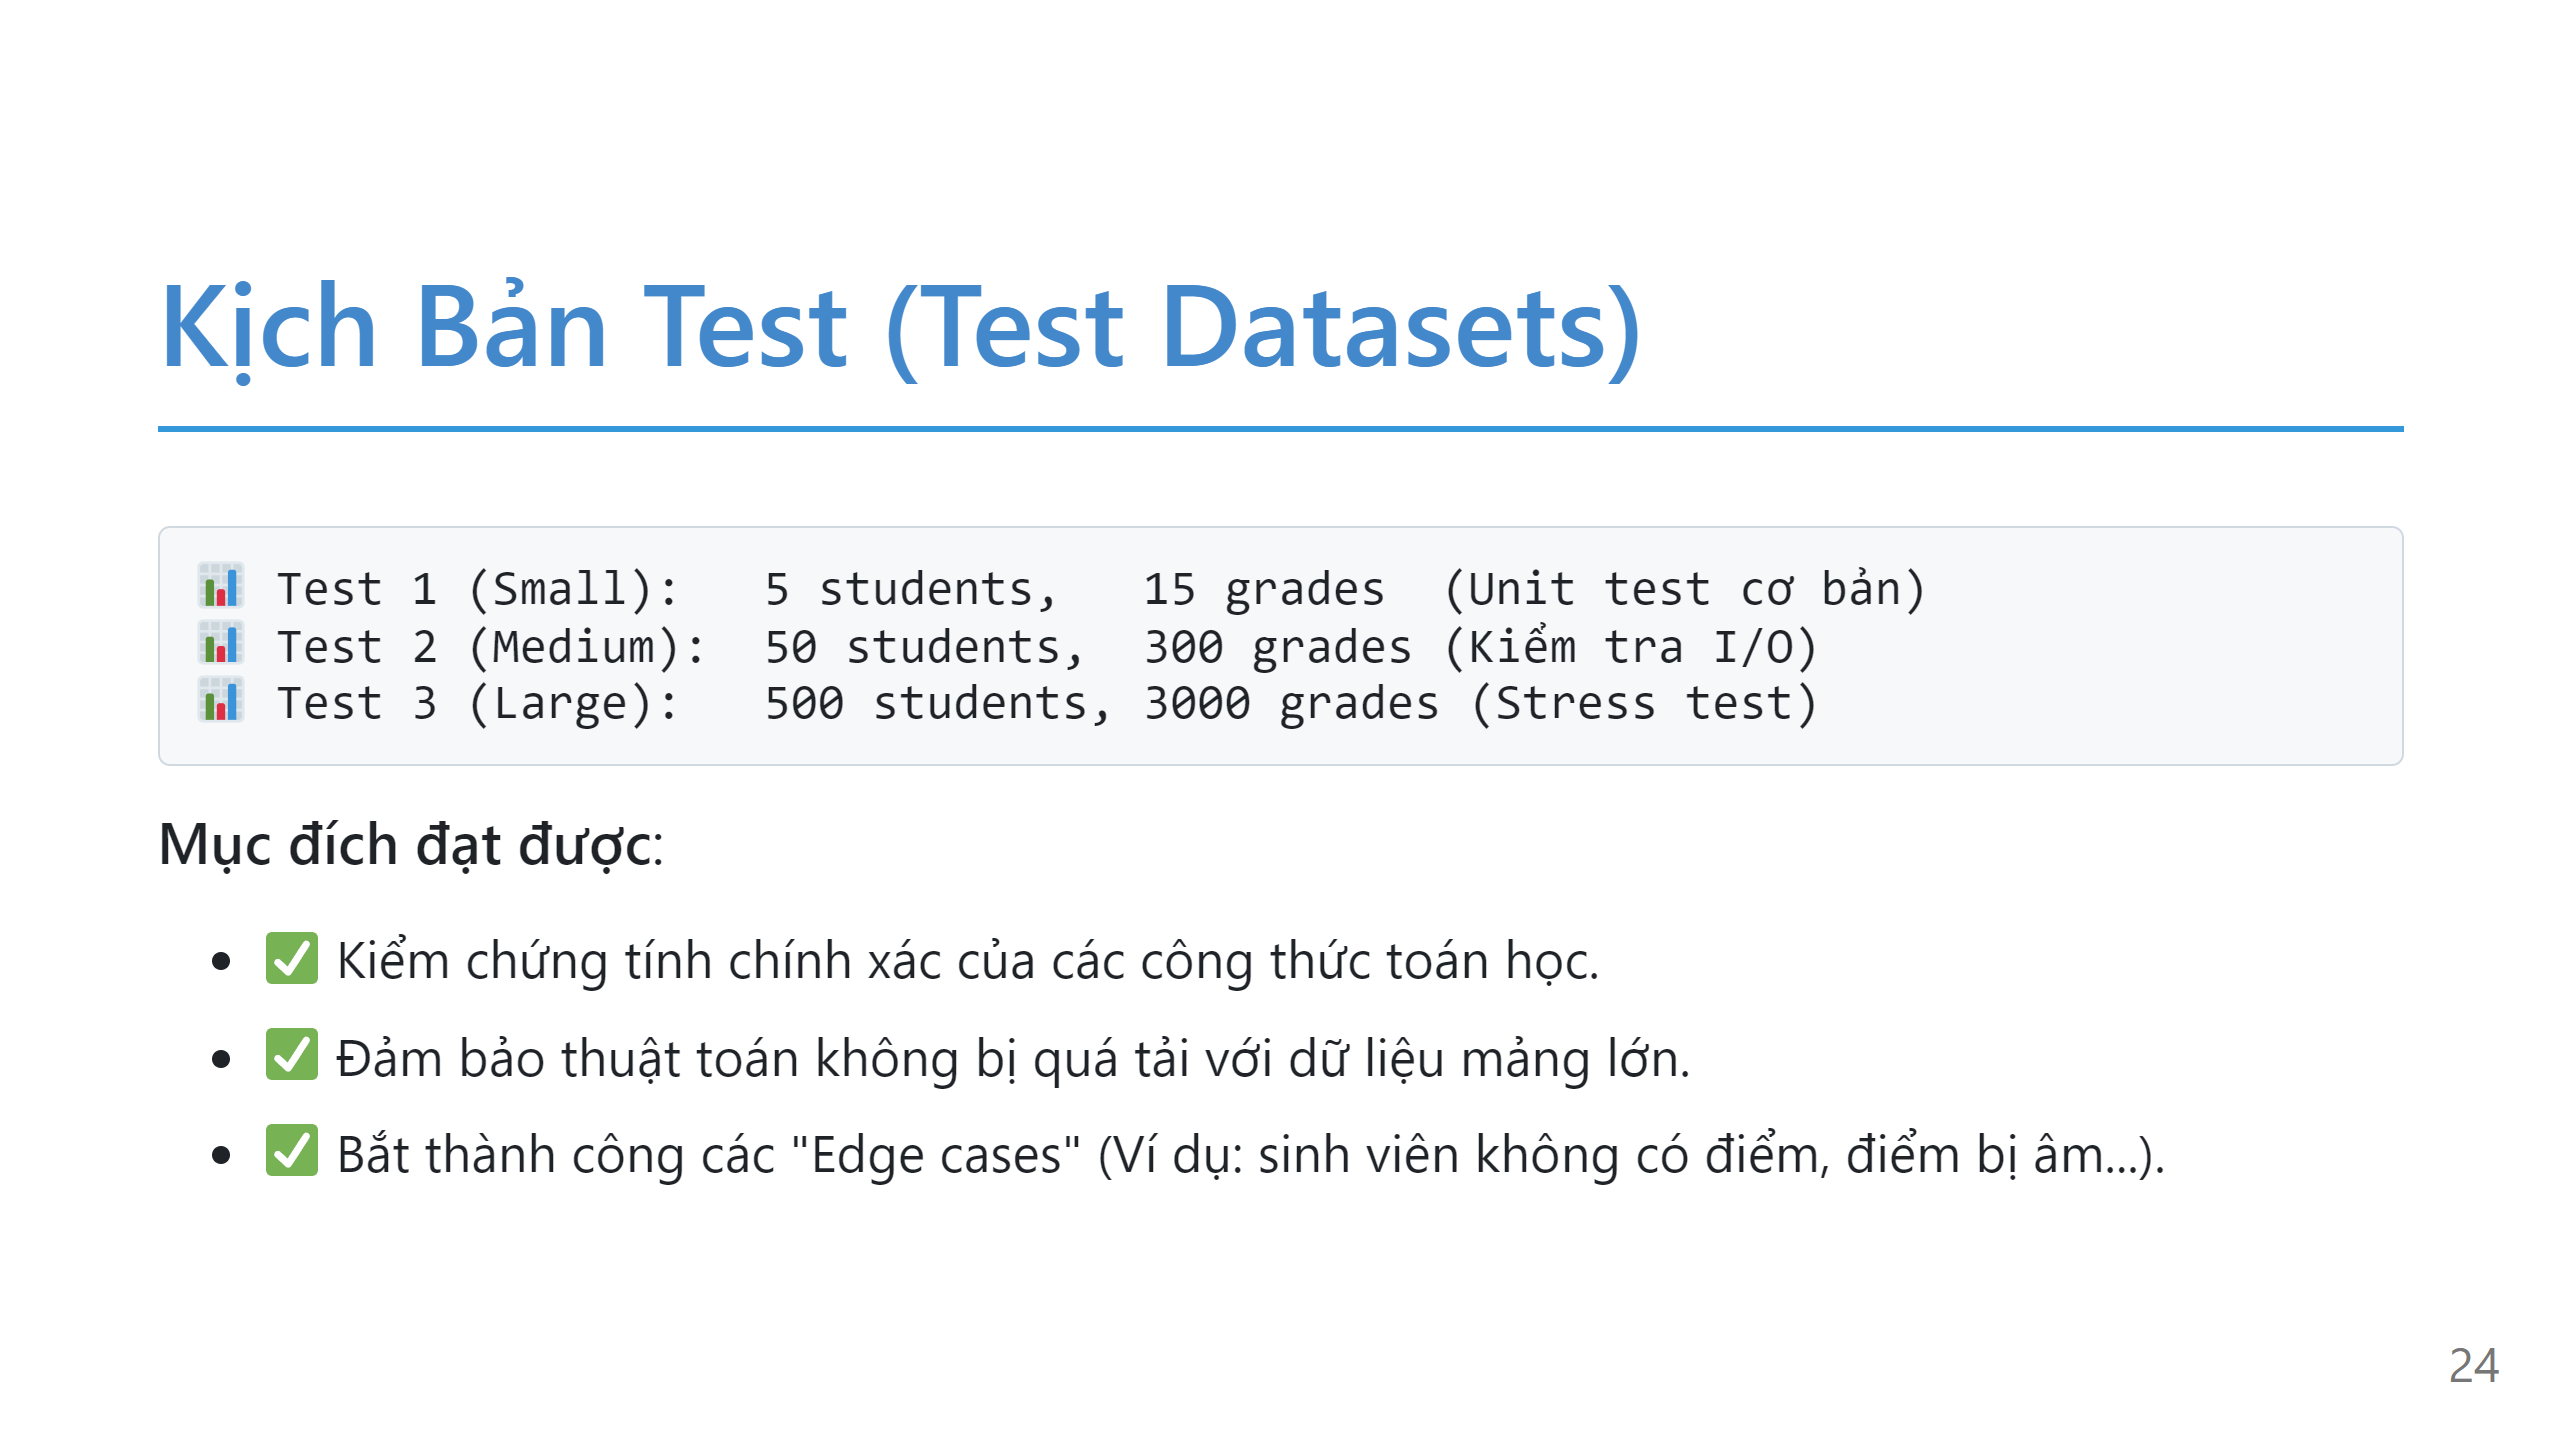 Kịch Bản Test (Test Datasets)
📊 Test 1 (Small):   5 students,   15 grades  (Unit test cơ bản)
📊 Test 2 (Medium):  50 students,  300 grades (Kiểm tra I/O)
📊 Test 3 (Large):   500 students, 3000 grades (Stress test)
Mục đích đạt được:
• ✅ Kiểm chứng tính chính xác của các công thức toán học.
• ✅ Đảm bảo thuật toán không bị quá tải với dữ liệu mảng lớn.
• ✅ Bắt thành công các "Edge cases" (Ví dụ: sinh viên không có điểm, điểm bị âm...).
24